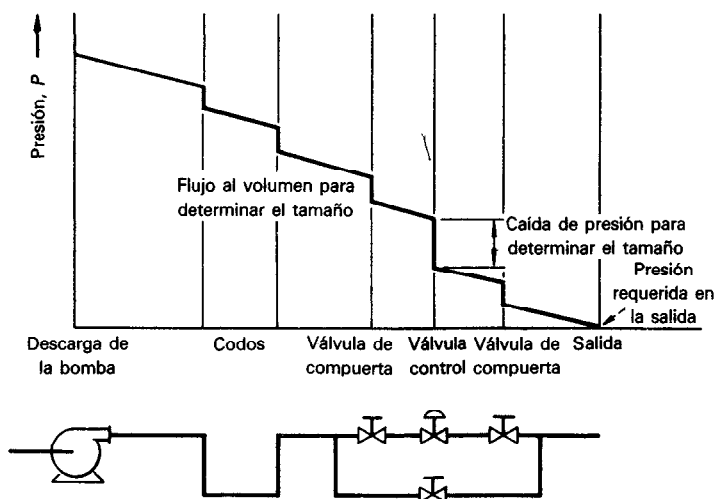 Presión, P
Flujo al volumen para
determinar el tamaño
Caída de presión para
determinar el tamaño
Presión
requerida en
la salida
Descarga de
la bomba
Codos
Válvula de
compuerta
Válvula
control
Válvula de
compuerta
Salida